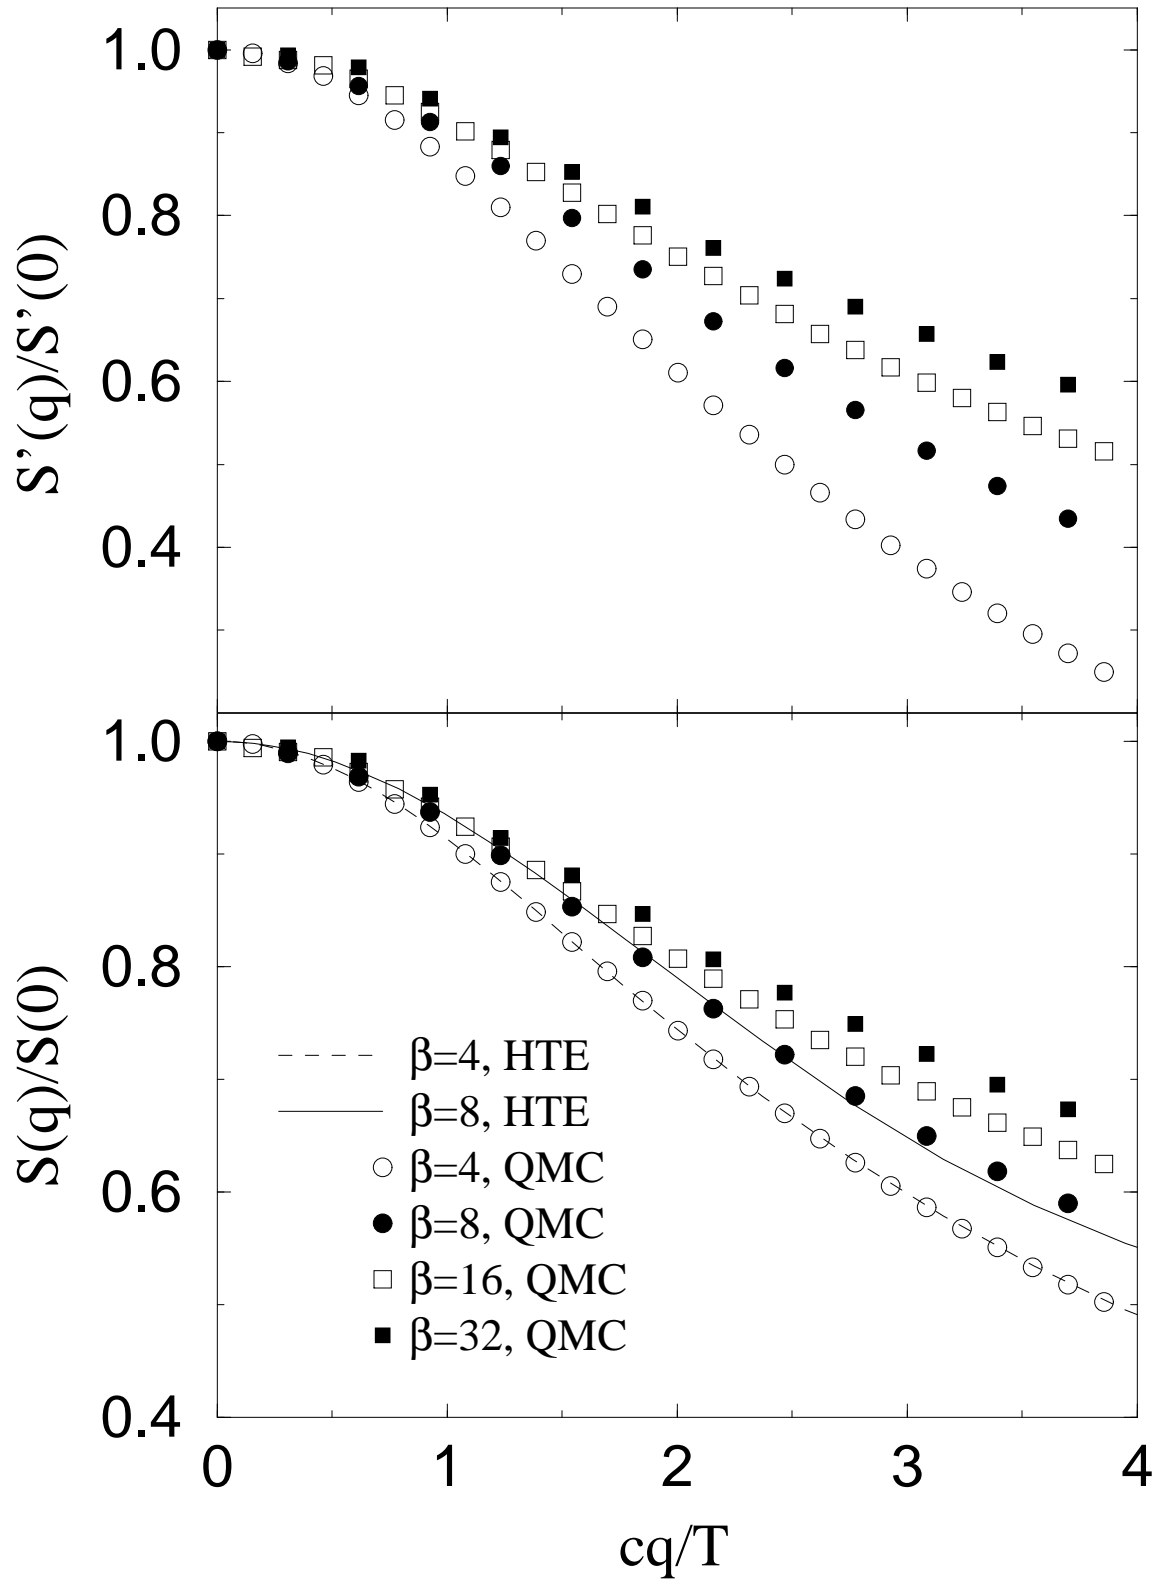 1.0
0.8
0.6
0.4
S’(q)/S’(0)
1.0
0.8
0.6
0.4
S(q)/S(0)
β=4, HTE
β=8, HTE
β=4, QMC
β=8, QMC
β=16, QMC
β=32, QMC
0 1 2 3 4
cq/T